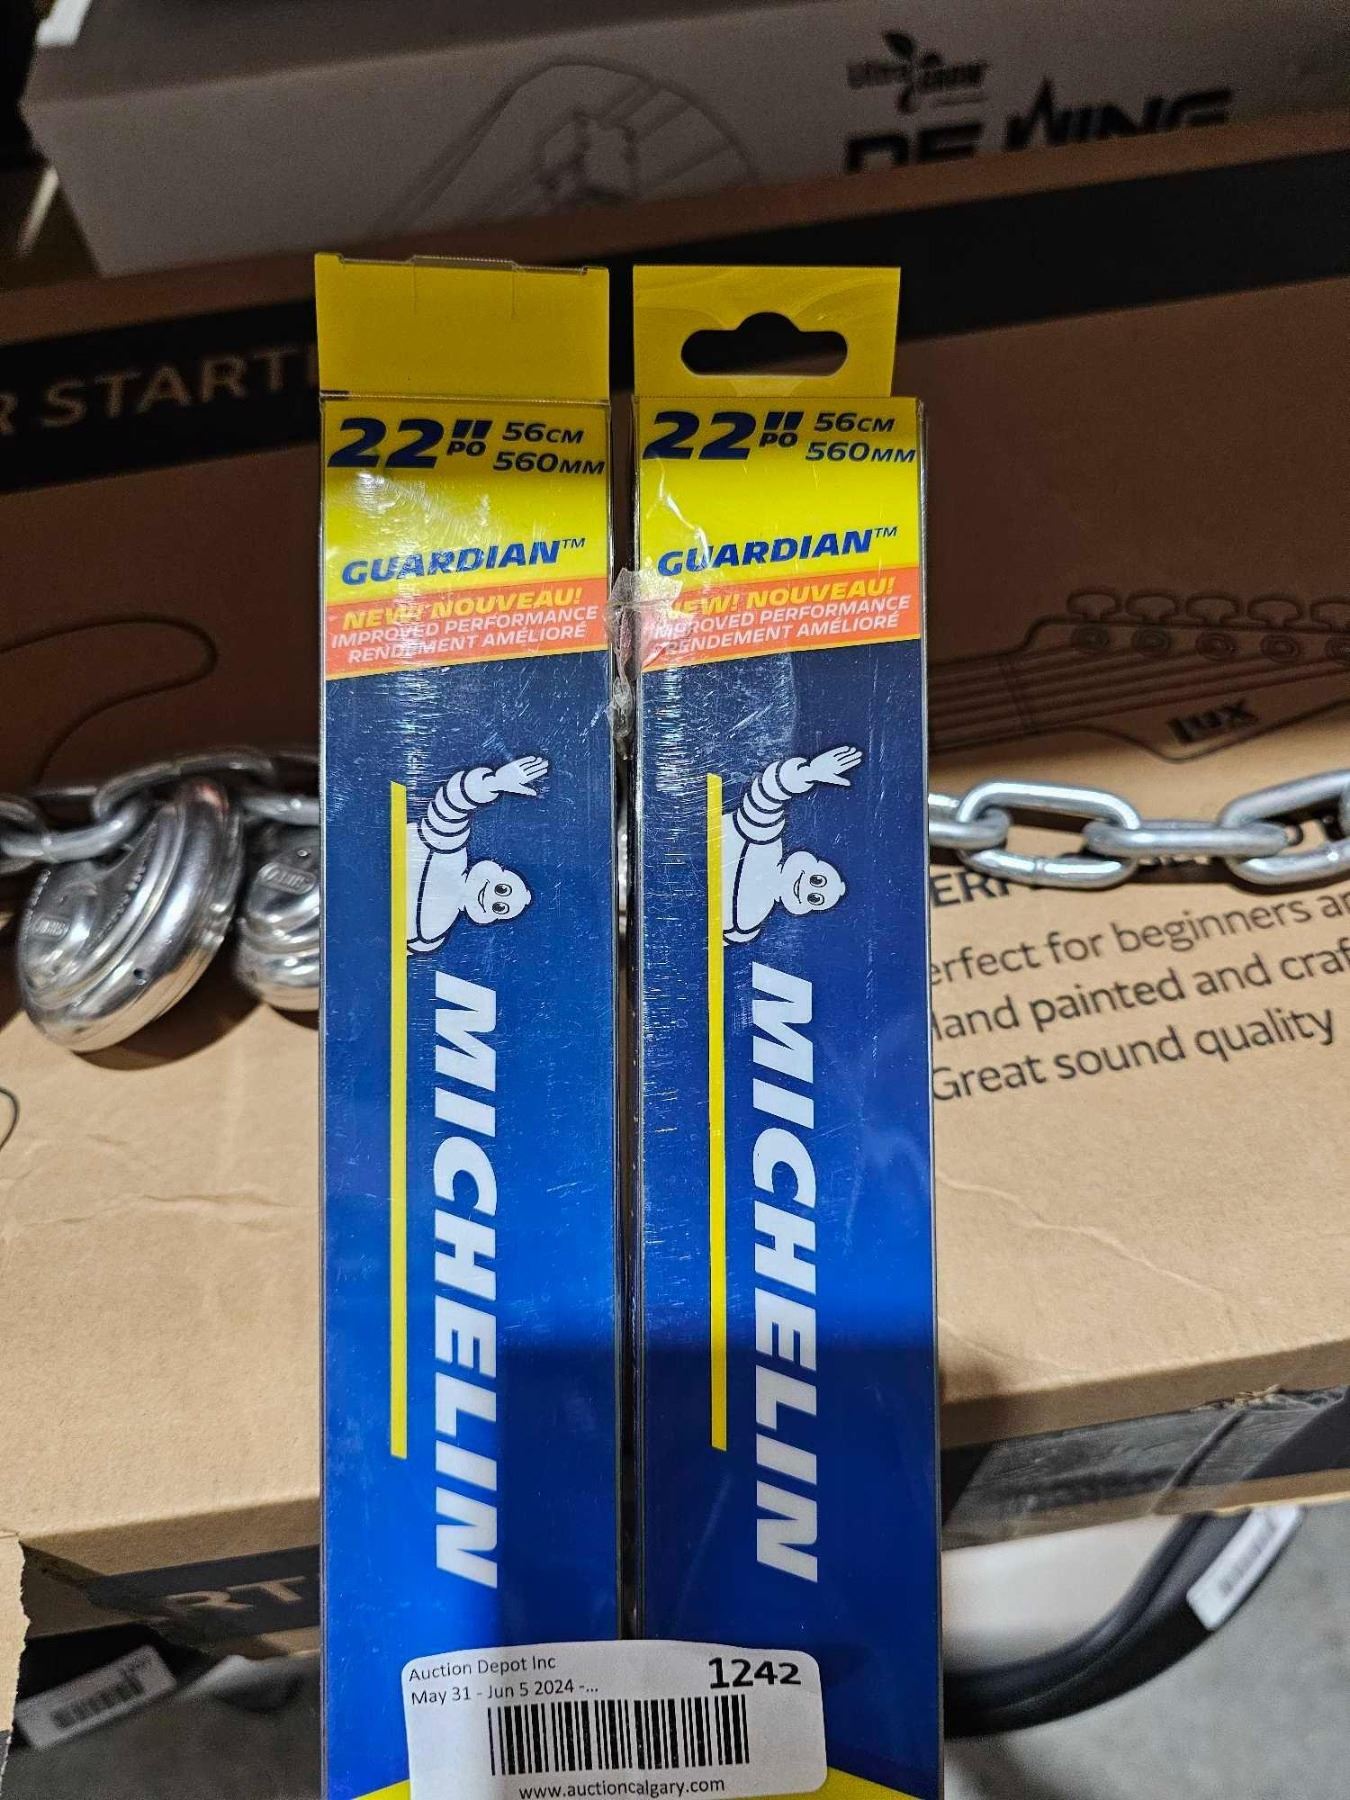 R STARTE
22" PO 56CM
560MM
GUARDIAN™
NEW! NOUVEAU!
IMPROVED PERFORMANCE
RENDEMENT AMÉLIORÉ
MICHELIN
22" PO 56CM
560MM
GUARDIAN™
NEW! NOUVEAU!
IMPROVED PERFORMANCE
RENDEMENT AMÉLIORÉ
MICHELIN
lux
erfect for beginners a
and painted and craf
Great sound quality
RT
Auction Depot Inc
1242
May 31 - Jun 5 2024 -...
www.auctioncalgary.com